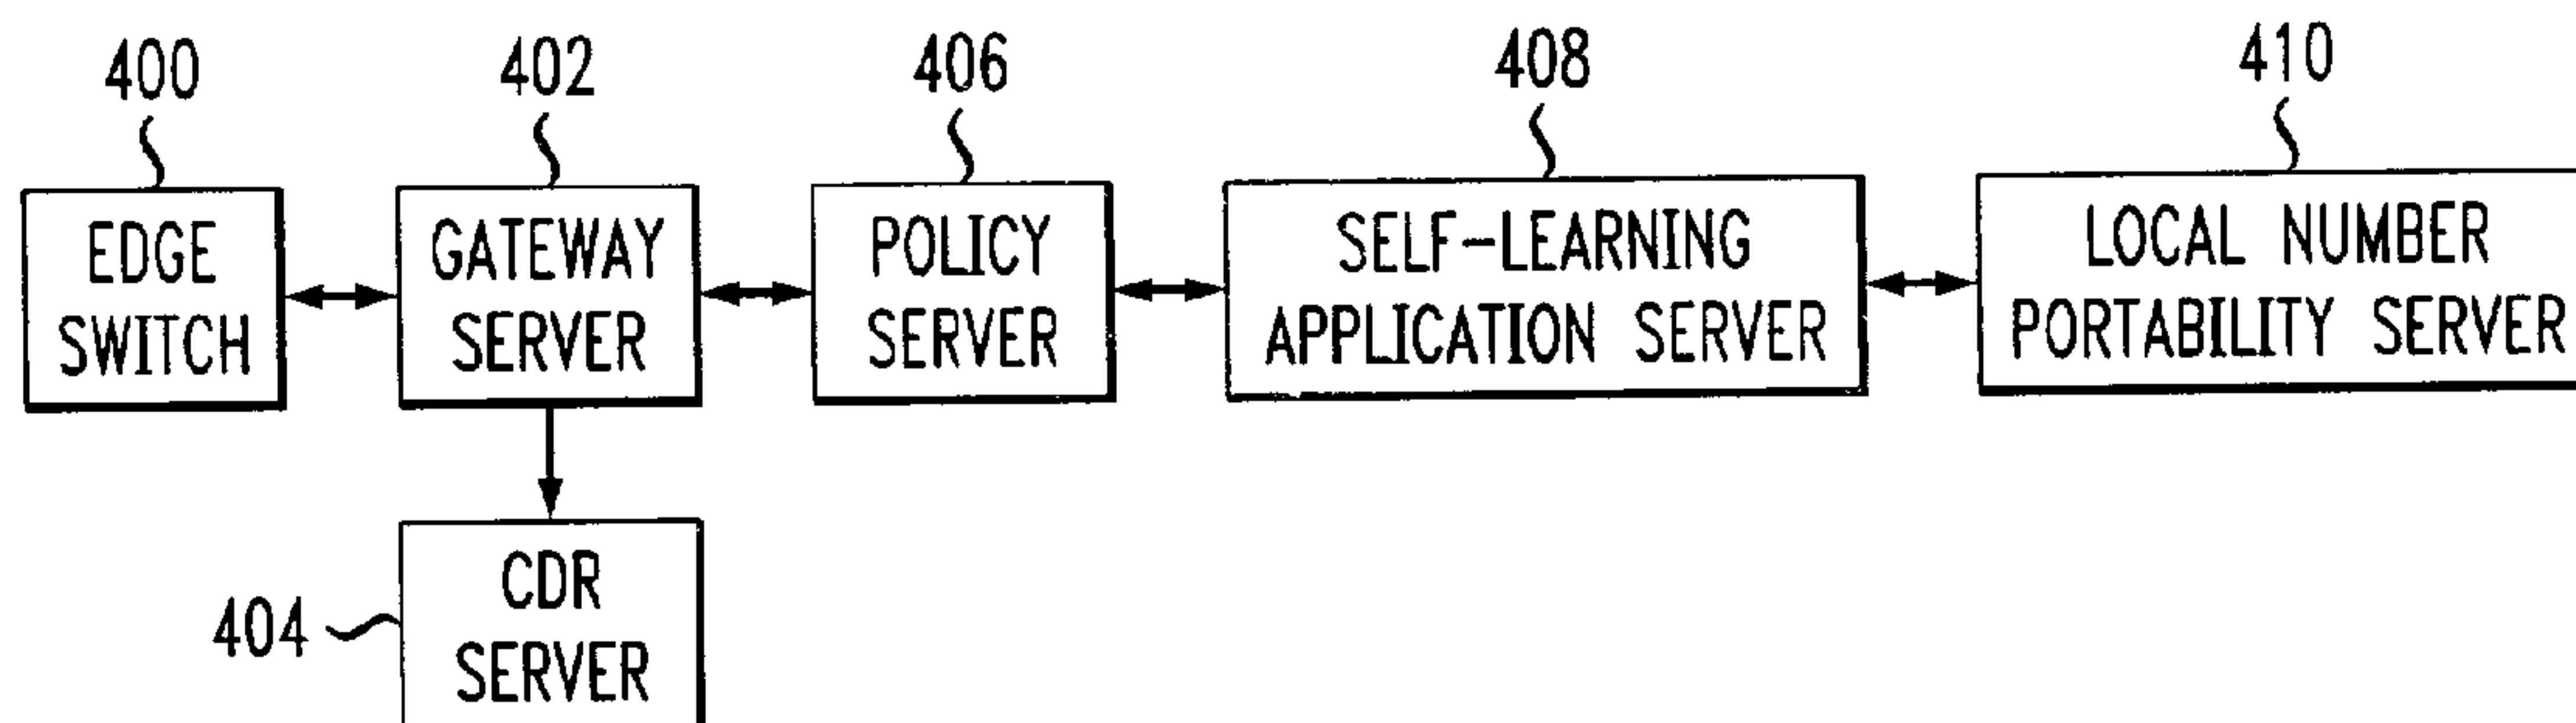 400
402
406
408
410
EDGE
SWITCH
GATEWAY
SERVER
POLICY
SERVER
SELF-LEARNING
APPLICATION SERVER
LOCAL NUMBER
PORTABILITY SERVER
404
CDR
SERVER